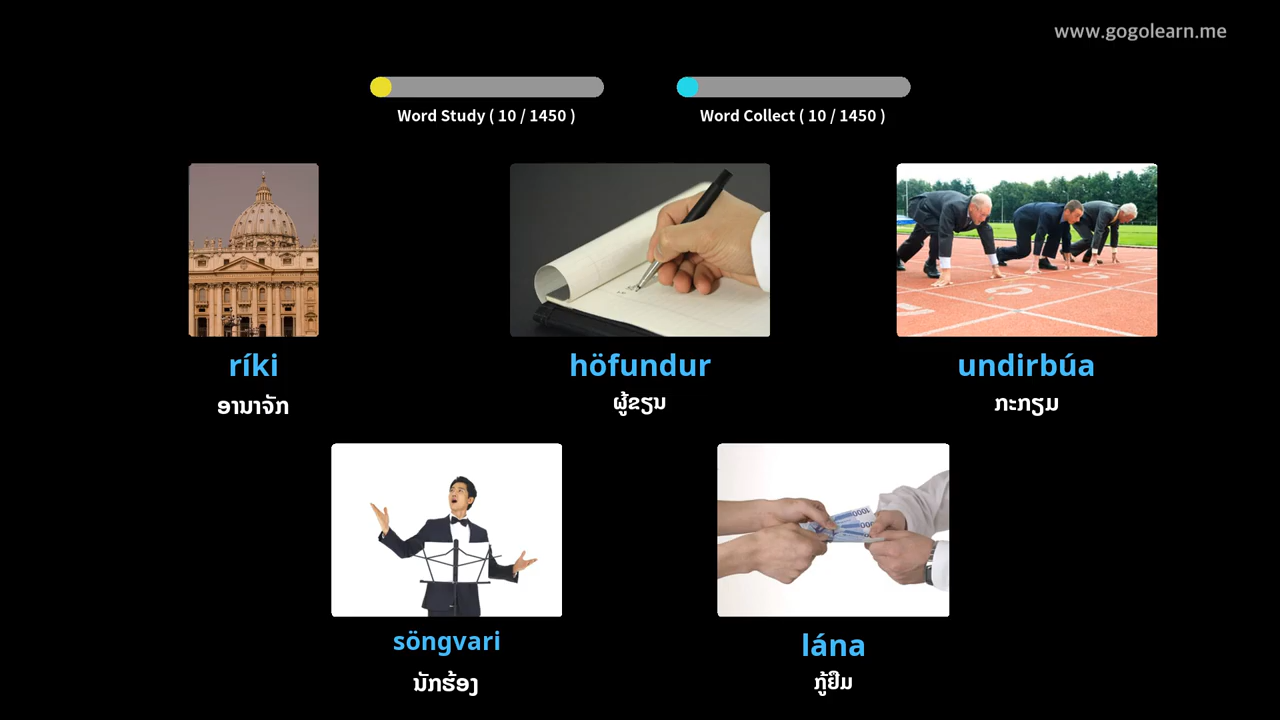 www.gogolearn.me
Word Study ( 10 / 1450 )
Word Collect ( 10 / 1450 )
ríki
höfundur
undirbúa
ອານາຈັກ
ຜູ້ຂຽນ
ກະກຽມ
söngvari
lána
ນັກຮ້ອງ
ກູ້ຢືມ